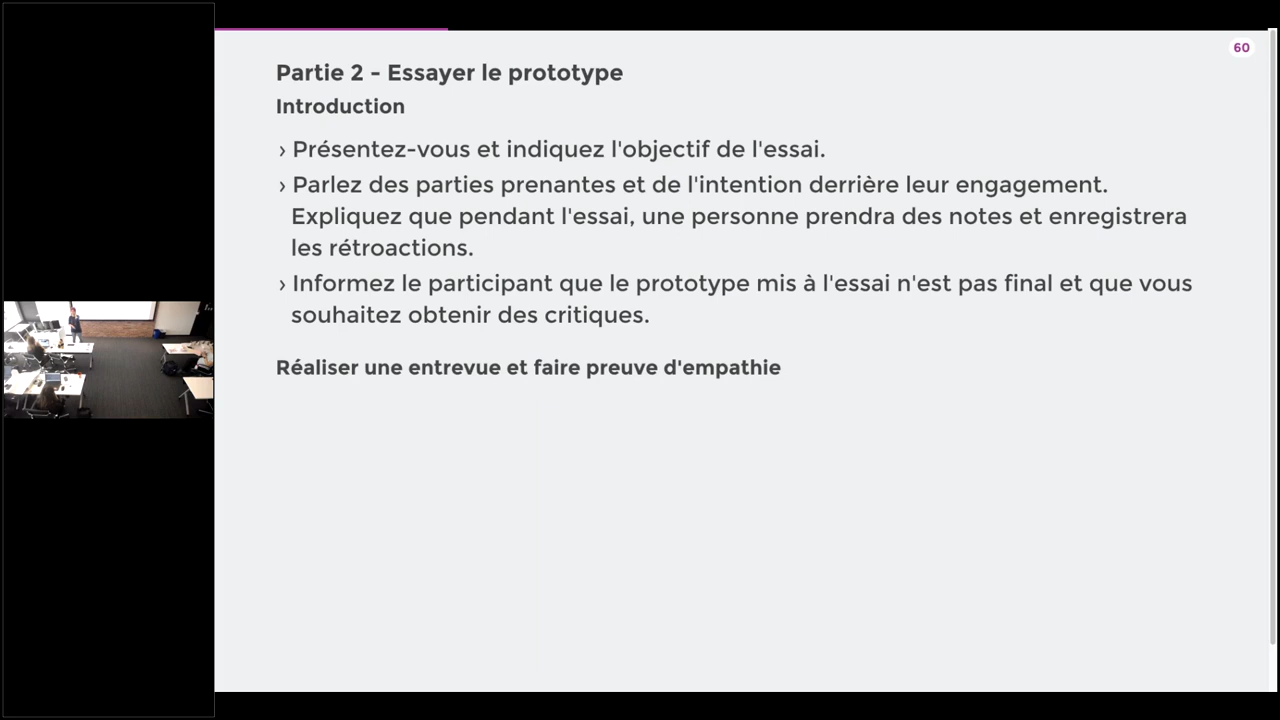 60
Partie 2 - Essayer le prototype
Introduction
› Présentez-vous et indiquez l'objectif de l'essai.
› Parlez des parties prenantes et de l'intention derrière leur engagement.
Expliquez que pendant l'essai, une personne prendra des notes et enregistrera
les rétroactions.
› Informez le participant que le prototype mis à l'essai n'est pas final et que vous
souhaitez obtenir des critiques.
Réaliser une entrevue et faire preuve d'empathie